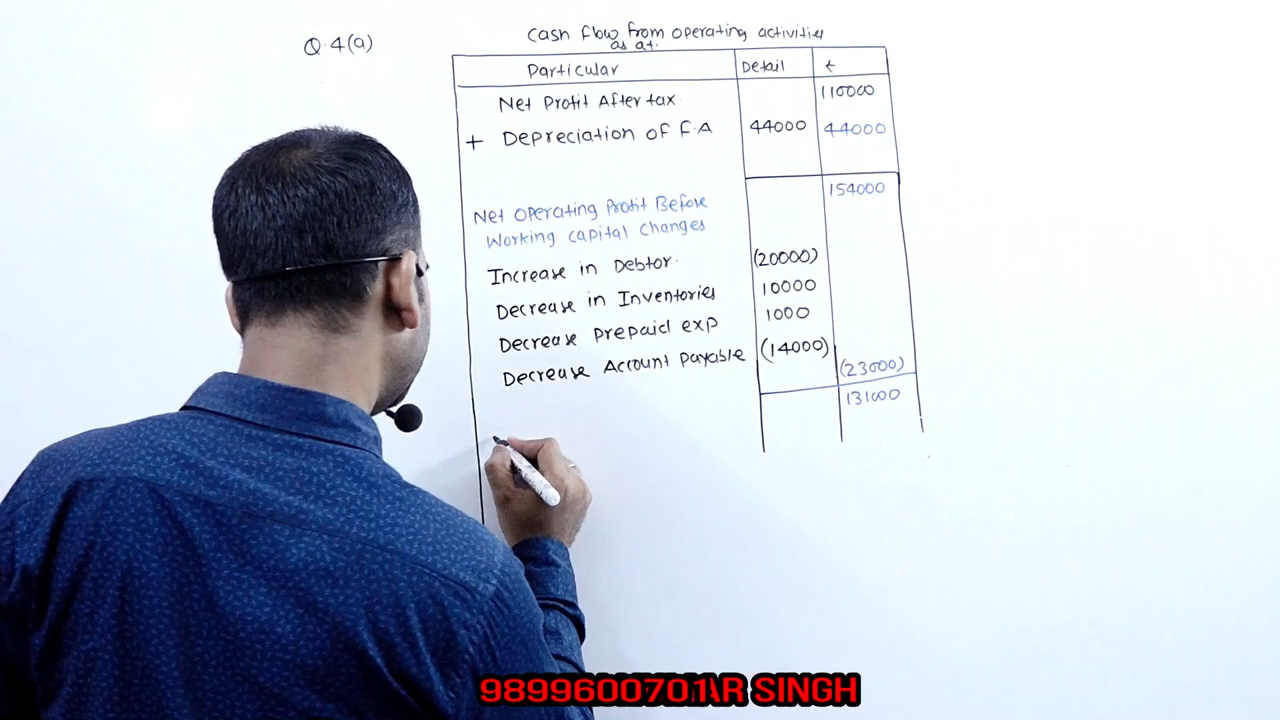 Q.4(a)
Cash flow from operating activities
as at.
Particular Detail ₹
Net Profit After tax. 110000
+ Depreciation of F.A 44000 44000
154000
Net Operating Profit Before
Working Capital Changes
Increase in Debtor. (20000)
Decrease in Inventories 10000
Decrease Prepaid exp 1000
Decrease Account Payable (14000)
(23000)
131000
9899600701
R SINGH